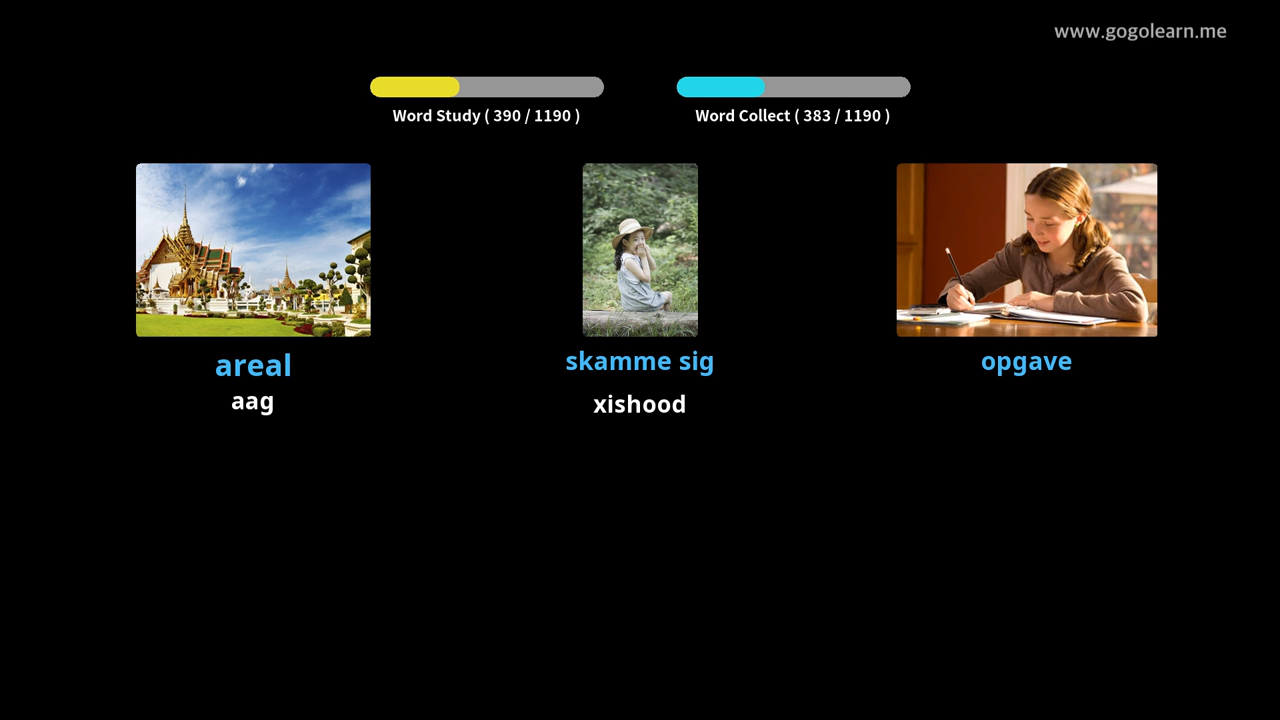 www.gogolearn.me
Word Study ( 390 / 1190 )
Word Collect ( 383 / 1190 )
areal
aag
skamme sig
xishood
opgave